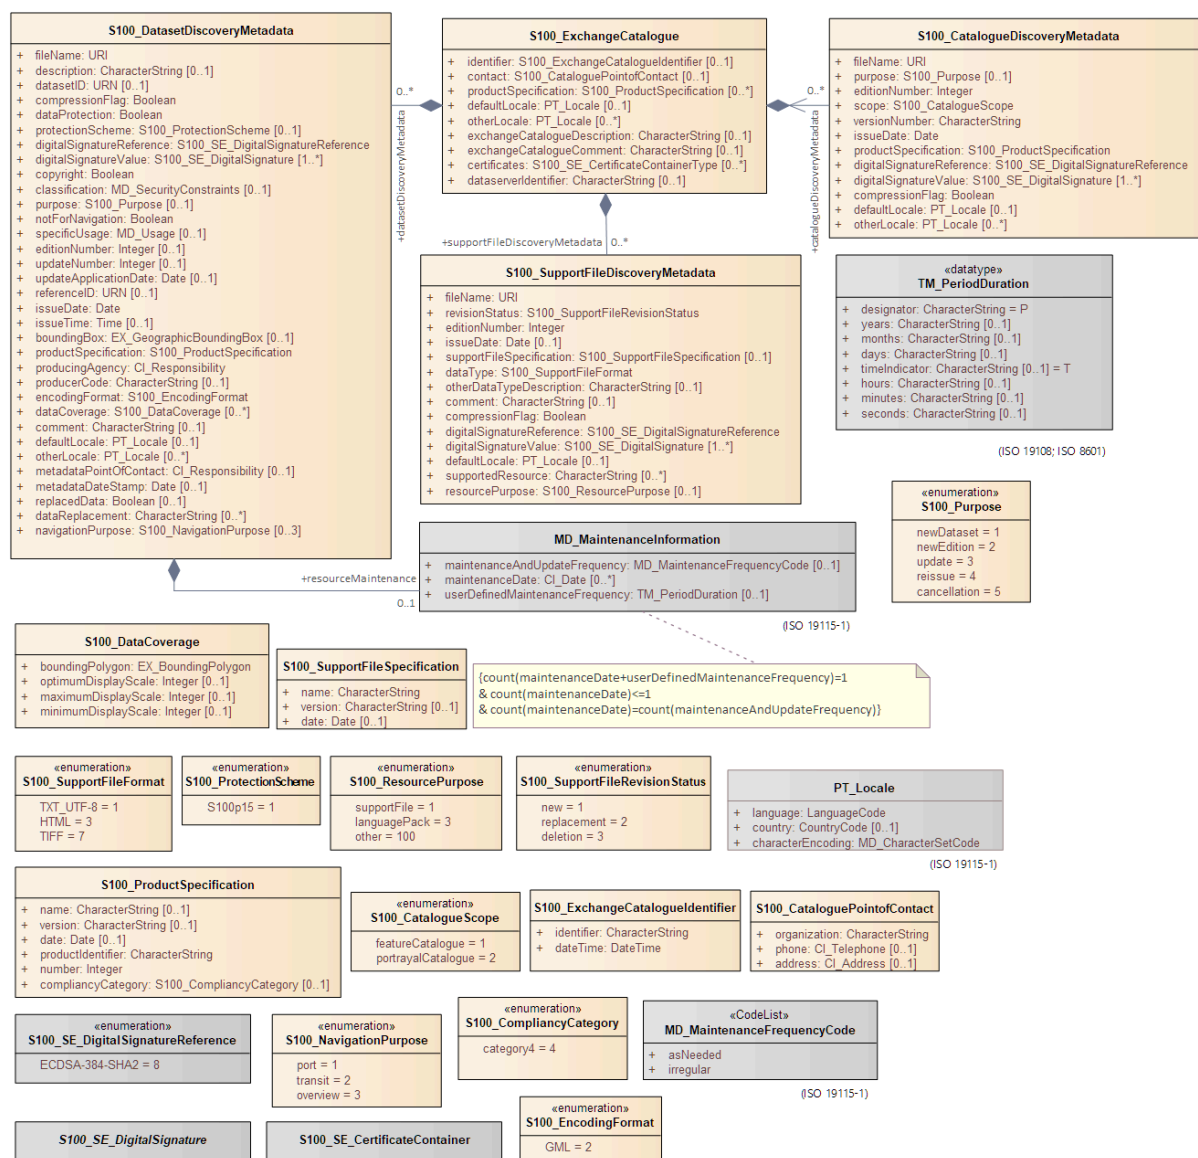 S100_DatasetDiscoveryMetadata
+ fileName: URI
+ description: CharacterString [0..1]
+ datasetID: URN [0..1]
+ compressionFlag: Boolean
+ dataProtection: Boolean
+ protectionScheme: S100_ProtectionScheme [0..1]
+ digitalSignatureReference: S100_SE_DigitalSignatureReference
+ digitalSignatureValue: S100_SE_DigitalSignature [1..*]
+ copyright: Boolean
+ classification: MD_SecurityConstraints [0..1]
+ purpose: S100_Purpose [0..1]
+ notForNavigation: Boolean
+ specificUsage: MD_Usage [0..1]
+ editionNumber: Integer [0..1]
+ updateNumber: Integer [0..1]
+ updateApplicationDate: Date [0..1]
+ referenceID: URN [0..1]
+ issueDate: Date
+ issueTime: Time [0..1]
+ boundingBox: EX_GeographicBoundingBox [0..1]
+ productSpecification: S100_ProductSpecification
+ producingAgency: CI_Responsibility
+ producerCode: CharacterString [0..1]
+ encodingFormat: S100_EncodingFormat
+ dataCoverage: S100_DataCoverage [0..*]
+ comment: CharacterString [0..1]
+ defaultLocale: PT_Locale [0..1]
+ otherLocale: PT_Locale [0..*]
+ metadataPointOfContact: CI_Responsibility [0..1]
+ metadataDateStamp: Date [0..1]
+ replacedData: Boolean [0..1]
+ dataReplacement: CharacterString [0..*]
+ navigationPurpose: S100_NavigationPurpose [0..3]
0..*
+datasetDiscoveryMetadata
S100_ExchangeCatalogue
+ identifier: S100_ExchangeCatalogueIdentifier [0..1]
+ contact: S100_CataloguePointofContact [0..1]
+ productSpecification: S100_ProductSpecification [0..*]
+ defaultLocale: PT_Locale [0..1]
+ otherLocale: PT_Locale [0..*]
+ exchangeCatalogueDescription: CharacterString [0..1]
+ exchangeCatalogueComment: CharacterString [0..1]
+ certificates: S100_SE_CertificateContainerType [0..*]
+ dataserverIdentifier: CharacterString [0..1]
0..*
+catalogueDiscoveryMetadata
S100_CatalogueDiscoveryMetadata
+ fileName: URI
+ purpose: S100_Purpose [0..1]
+ editionNumber: Integer
+ scope: S100_CatalogueScope
+ versionNumber: CharacterString
+ issueDate: Date
+ productSpecification: S100_ProductSpecification
+ digitalSignatureReference: S100_SE_DigitalSignatureReference
+ digitalSignatureValue: S100_SE_DigitalSignature [1..*]
+ compressionFlag: Boolean
+ defaultLocale: PT_Locale [0..1]
+ otherLocale: PT_Locale [0..*]
+supportFileDiscoveryMetadata 0..*
S100_SupportFileDiscoveryMetadata
+ fileName: URI
+ revisionStatus: S100_SupportFileRevisionStatus
+ editionNumber: Integer
+ issueDate: Date [0..1]
+ supportFileSpecification: S100_SupportFileSpecification [0..1]
+ dataType: S100_SupportFileFormat
+ otherDataTypeDescription: CharacterString [0..1]
+ comment: CharacterString [0..1]
+ compressionFlag: Boolean
+ digitalSignatureReference: S100_SE_DigitalSignatureReference
+ digitalSignatureValue: S100_SE_DigitalSignature [1..*]
+ defaultLocale: PT_Locale [0..1]
+ supportedResource: CharacterString [0..*]
+ resourcePurpose: S100_ResourcePurpose [0..1]
«datatype»
TM_PeriodDuration
+ designator: CharacterString = P
+ years: CharacterString [0..1]
+ months: CharacterString [0..1]
+ days: CharacterString [0..1]
+ timeIndicator: CharacterString [0..1] = T
+ hours: CharacterString [0..1]
+ minutes: CharacterString [0..1]
+ seconds: CharacterString [0..1]
(ISO 19108; ISO 8601)
«enumeration»
S100_Purpose
newDataset = 1
newEdition = 2
update = 3
reissue = 4
cancellation = 5
+resourceMaintenance
0..1
MD_MaintenanceInformation
+ maintenanceAndUpdateFrequency: MD_MaintenanceFrequencyCode [0..1]
+ maintenanceDate: CI_Date [0..*]
+ userDefinedMaintenanceFrequency: TM_PeriodDuration [0..1]
(ISO 19115-1)
S100_DataCoverage
+ boundingPolygon: EX_BoundingPolygon
+ optimumDisplayScale: Integer [0..1]
+ maximumDisplayScale: Integer [0..1]
+ minimumDisplayScale: Integer [0..1]
S100_SupportFileSpecification
+ name: CharacterString
+ version: CharacterString [0..1]
+ date: Date [0..1]
{count(maintenanceDate+userDefinedMaintenanceFrequency)=1
& count(maintenanceDate)<=1
& count(maintenanceDate)=count(maintenanceAndUpdateFrequency)}
«enumeration»
S100_SupportFileFormat
TXT_UTF-8 = 1
HTML = 3
TIFF = 7
«enumeration»
S100_ProtectionScheme
S100p15 = 1
«enumeration»
S100_ResourcePurpose
supportFile = 1
languagePack = 3
other = 100
«enumeration»
S100_SupportFileRevisionStatus
new = 1
replacement = 2
deletion = 3
PT_Locale
+ language: LanguageCode
+ country: CountryCode [0..1]
+ characterEncoding: MD_CharacterSetCode
(ISO 19115-1)
S100_ProductSpecification
+ name: CharacterString [0..1]
+ version: CharacterString [0..1]
+ date: Date [0..1]
+ productIdentifier: CharacterString
+ number: Integer
+ compliancyCategory: S100_CompliancyCategory [0..1]
«enumeration»
S100_CatalogueScope
featureCatalogue = 1
portrayalCatalogue = 2
S100_ExchangeCatalogueIdentifier
+ identifier: CharacterString
+ dateTime: DateTime
S100_CataloguePointofContact
+ organization: CharacterString
+ phone: CI_Telephone [0..1]
+ address: CI_Address [0..1]
«enumeration»
S100_SE_DigitalSignatureReference
ECDSA-384-SHA2 = 8
«enumeration»
S100_NavigationPurpose
port = 1
transit = 2
overview = 3
«enumeration»
S100_CompliancyCategory
category4 = 4
«CodeList»
MD_MaintenanceFrequencyCode
+ asNeeded
+ irregular
(ISO 19115-1)
S100_SE_DigitalSignature
S100_SE_CertificateContainer
«enumeration»
S100_EncodingFormat
GML = 2